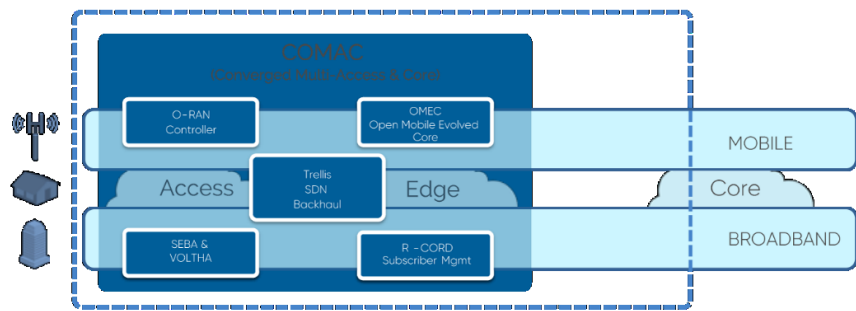 COMAC
(Converged Multi-Access & Core)
O-RAN
Controller
OMEC
Open Mobile Evolved
Core
MOBILE
Access
Trellis
SDN
Backhaul
Edge
Core
SEBA &
VOLTHA
R - CORD
Subscriber Mgmt
BROADBAND